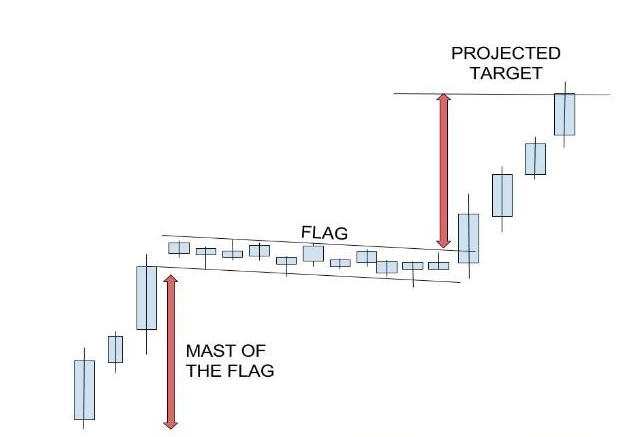 PROJECTED
TARGET
FLAG
MAST OF
THE FLAG